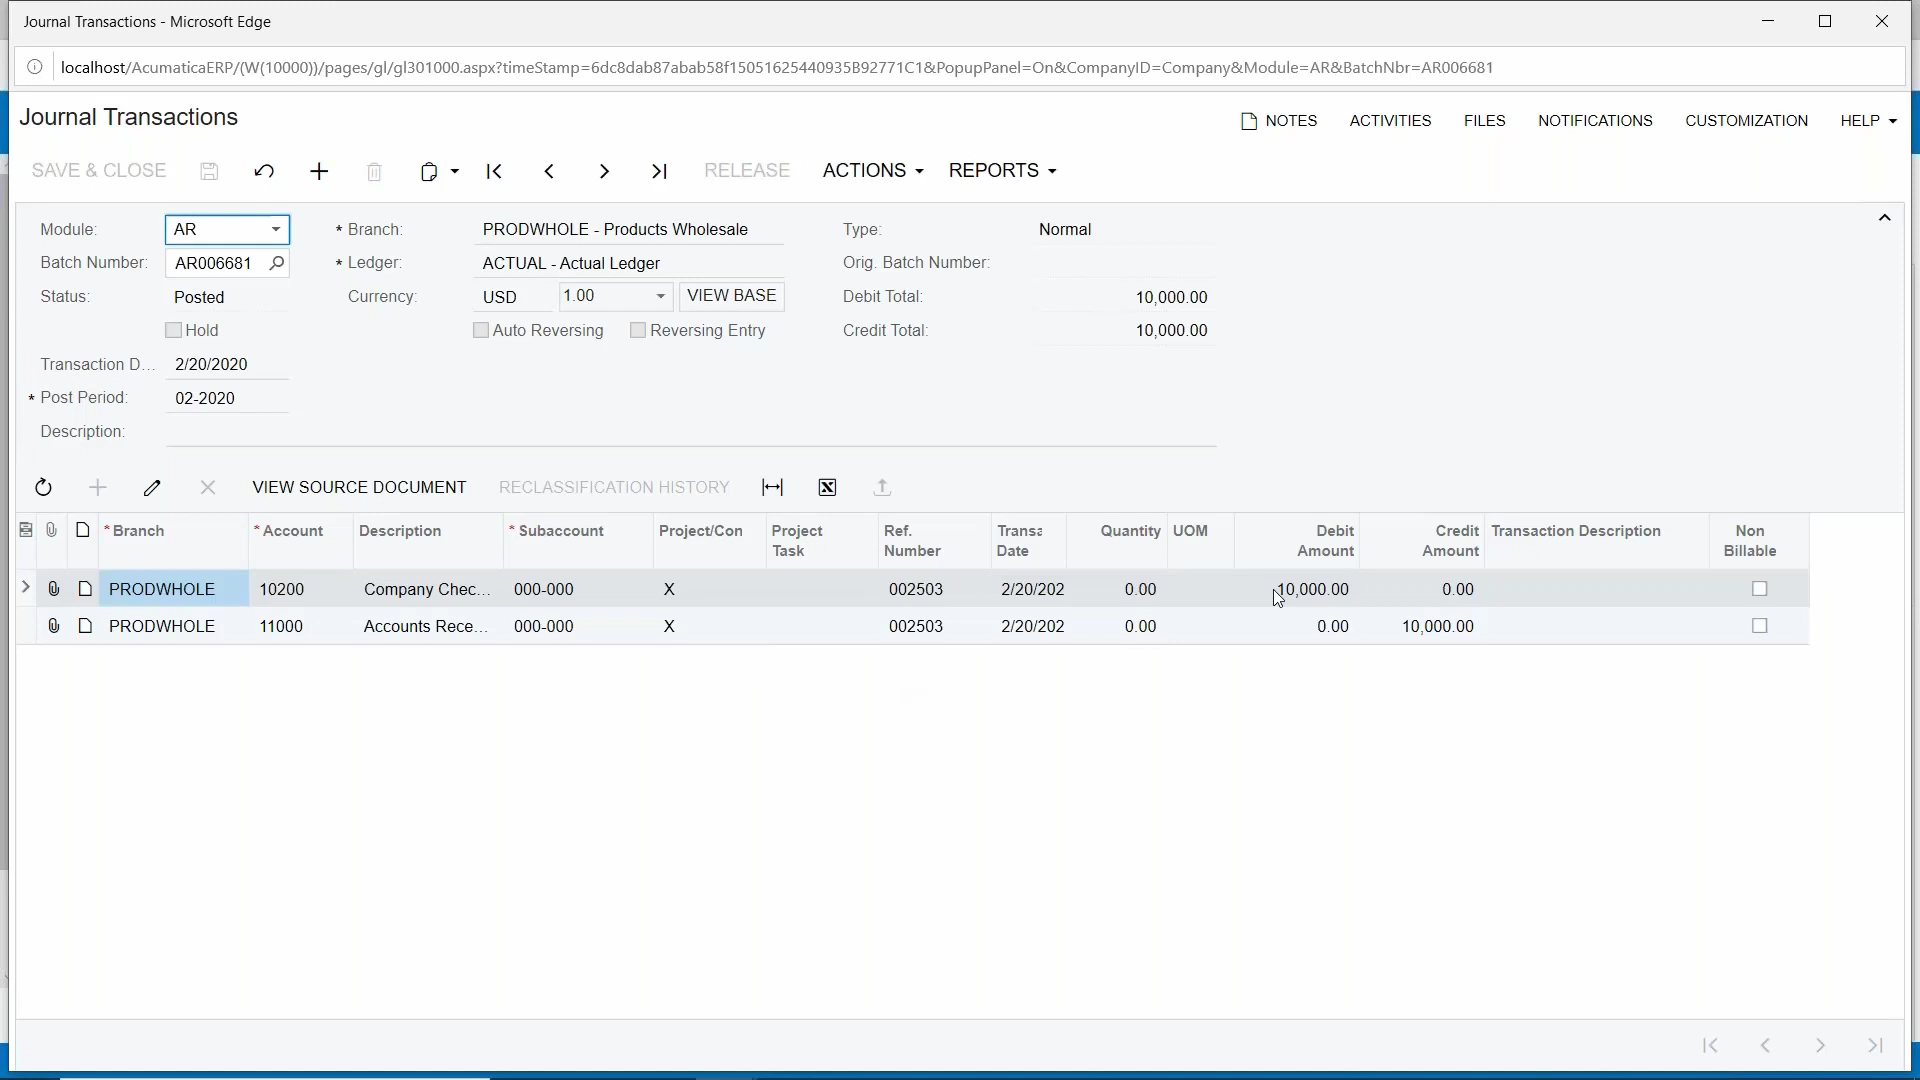 Journal Transactions - Microsoft Edge
localhost/AcumaticaERP/(W(10000))/pages/gl/gl301000.aspx?timeStamp=6dc8dab87abab58f15051625440935B92771C1&PopupPanel=On&CompanyID=Company&Module=AR&BatchNbr=AR006681
Journal Transactions
NOTES ACTIVITIES FILES NOTIFICATIONS CUSTOMIZATION HELP
SAVE & CLOSE RELEASE ACTIONS REPORTS
Module: AR * Branch: PRODWHOLE - Products Wholesale Type: Normal
Batch Number: AR006681 * Ledger: ACTUAL - Actual Ledger Orig. Batch Number:
Status: Posted Currency: USD 1.00 VIEW BASE Debit Total: 10,000.00
Hold Auto Reversing Reversing Entry Credit Total: 10,000.00
Transaction D... 2/20/2020
* Post Period: 02-2020
Description:
VIEW SOURCE DOCUMENT RECLASSIFICATION HISTORY
* Branch * Account Description * Subaccount Project/Con Project Task Ref. Number Transa Date Quantity UOM Debit Amount Credit Amount Transaction Description Non Billable
PRODWHOLE 10200 Company Chec... 000-000 X 002503 2/20/202 0.00 10,000.00 0.00
PRODWHOLE 11000 Accounts Rece... 000-000 X 002503 2/20/202 0.00 0.00 10,000.00